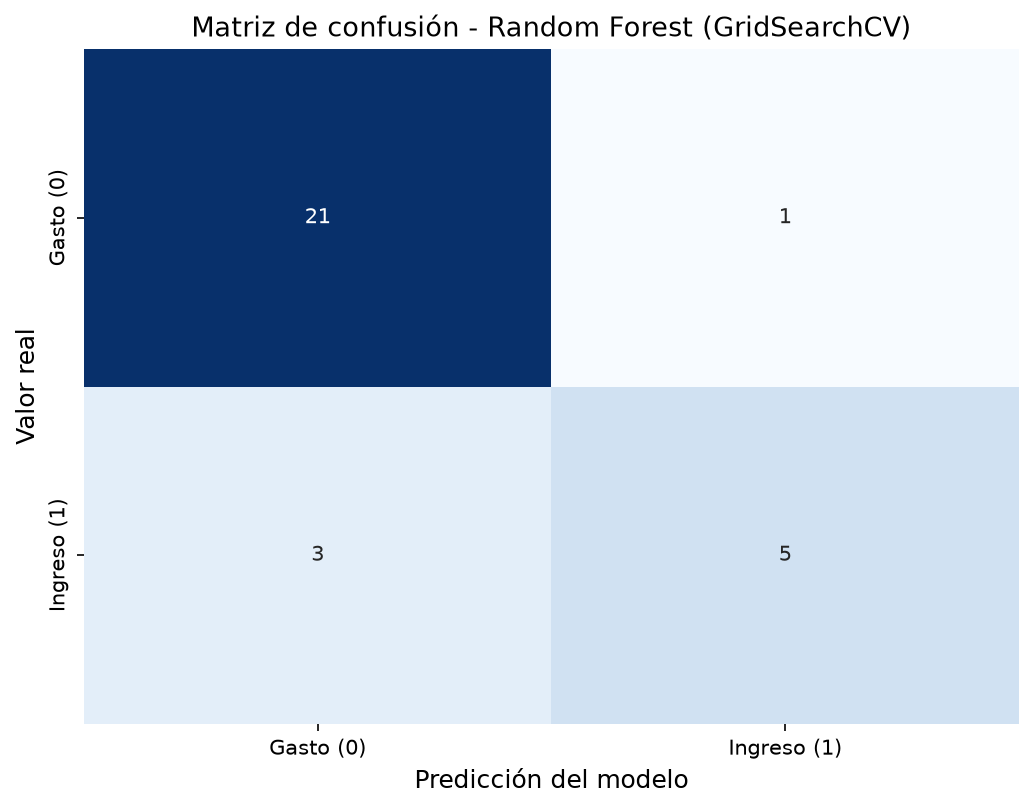 Matriz de confusión - Random Forest (GridSearchCV)
Valor real
Gasto (0)
21
1
Ingreso (1)
3
5
Gasto (0)
Ingreso (1)
Predicción del modelo